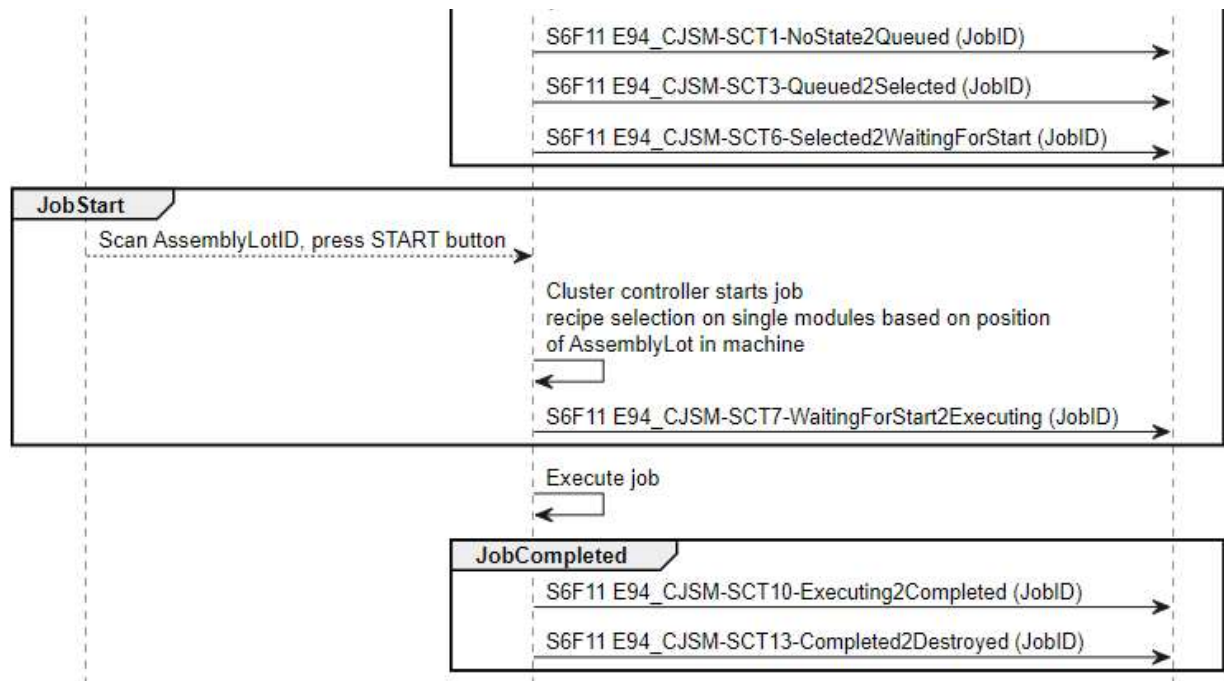 S6F11 E94_CJSM-SCT1-NoState2Queued (JobID)
S6F11 E94_CJSM-SCT3-Queued2Selected (JobID)
S6F11 E94_CJSM-SCT6-Selected2WaitingForStart (JobID)
JobStart
Scan AssemblyLotID, press START button
Cluster controller starts job
recipe selection on single modules based on position
of AssemblyLot in machine
S6F11 E94_CJSM-SCT7-WaitingForStart2Executing (JobID)
Execute job
JobCompleted
S6F11 E94_CJSM-SCT10-Executing2Completed (JobID)
S6F11 E94_CJSM-SCT13-Completed2Destroyed (JobID)